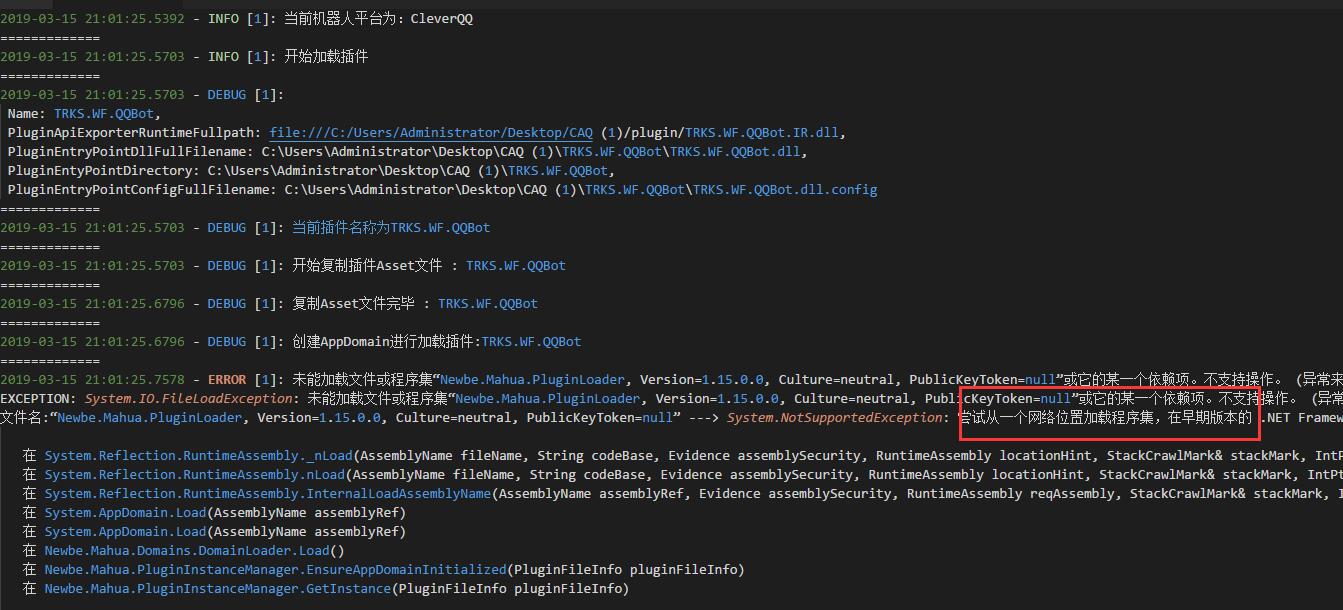 2019-03-15 21:01:25.5392 - INFO [1]: 当前机器人平台为：CleverQQ
=============
2019-03-15 21:01:25.5703 - INFO [1]: 开始加载插件
=============
2019-03-15 21:01:25.5703 - DEBUG [1]:
Name: TRKS.WF.QQBot,
PluginApiExporterRuntimeFullpath: file:///C:/Users/Administrator/Desktop/CAQ (1)/plugin/TRKS.WF.QQBot.IR.dll,
PluginEntryPointDllFullFilename: C:\Users\Administrator\Desktop\CAQ (1)\TRKS.WF.QQBot\TRKS.WF.QQBot.dll,
PluginEntyPointDirectory: C:\Users\Administrator\Desktop\CAQ (1)\TRKS.WF.QQBot,
PluginEntryPointConfigFullFilename: C:\Users\Administrator\Desktop\CAQ (1)\TRKS.WF.QQBot\TRKS.WF.QQBot.dll.config
=============
2019-03-15 21:01:25.5703 - DEBUG [1]: 当前插件名称为TRKS.WF.QQBot
=============
2019-03-15 21:01:25.5703 - DEBUG [1]: 开始复制插件Asset文件 : TRKS.WF.QQBot
=============
2019-03-15 21:01:25.6796 - DEBUG [1]: 复制Asset文件完毕 : TRKS.WF.QQBot
=============
2019-03-15 21:01:25.6796 - DEBUG [1]: 创建AppDomain进行加载插件:TRKS.WF.QQBot
=============
2019-03-15 21:01:25.7578 - ERROR [1]: 未能加载文件或程序集“Newbe.Mahua.PluginLoader, Version=1.15.0.0, Culture=neutral, PublicKeyToken=null”或它的某一个依赖项。不支持操作。 (异常来
EXCEPTION: System.IO.FileLoadException: 未能加载文件或程序集“Newbe.Mahua.PluginLoader, Version=1.15.0.0, Culture=neutral, PublicKeyToken=null”或它的某一个依赖项。不支持操作。 (异常
文件名:“Newbe.Mahua.PluginLoader, Version=1.15.0.0, Culture=neutral, PublicKeyToken=null” ---> System.NotSupportedException: 尝试从一个网络位置加载程序集，在早期版本的 .NET Framew
在 System.Reflection.RuntimeAssembly._nLoad(AssemblyName fileName, String codeBase, Evidence assemblySecurity, RuntimeAssembly locationHint, StackCrawlMark& stackMark, IntP
在 System.Reflection.RuntimeAssembly.nLoad(AssemblyName fileName, String codeBase, Evidence assemblySecurity, RuntimeAssembly locationHint, StackCrawlMark& stackMark, IntPt
在 System.Reflection.RuntimeAssembly.InternalLoadAssemblyName(AssemblyName assemblyRef, Evidence assemblySecurity, RuntimeAssembly reqAssembly, StackCrawlMark& stackMark, I
在 System.AppDomain.Load(AssemblyName assemblyRef)
在 System.AppDomain.Load(AssemblyName assemblyRef)
在 Newbe.Mahua.Domains.DomainLoader.Load()
在 Newbe.Mahua.PluginInstanceManager.EnsureAppDomainInitialized(PluginFileInfo pluginFileInfo)
在 Newbe.Mahua.PluginInstanceManager.GetInstance(PluginFileInfo pluginFileInfo)